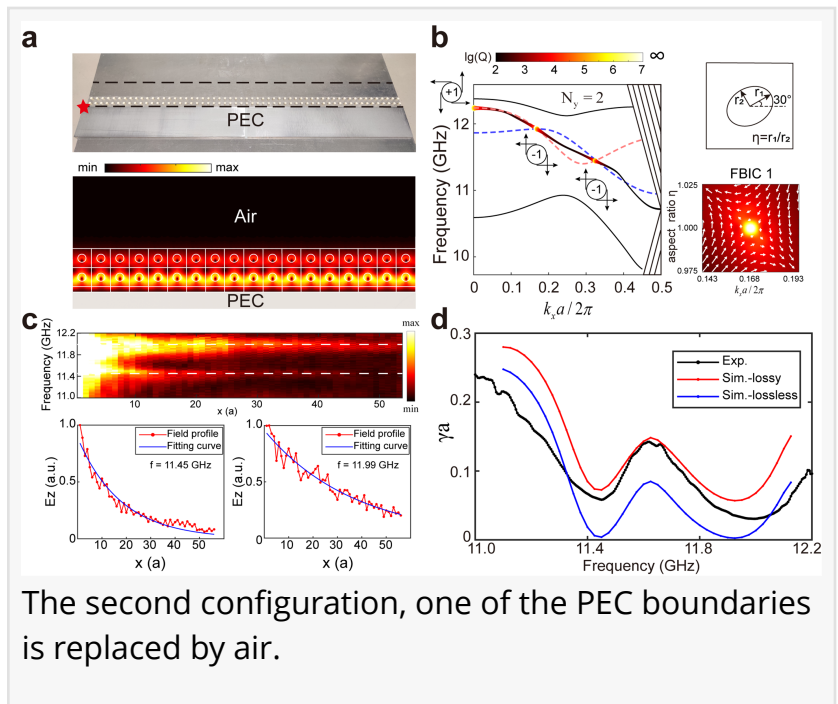 a
PEC
min max
Air
PEC
b
lg(Q) 2 3 4 5 6 7 ∞
Frequency (GHz)
12
11
10
N_y = 2
+1
-1
-1
0 0.1 0.2 0.3 0.4 0.5
k_x a / 2π
r₂ r₁ 30°
η=r₁/r₂
FBIC 1
aspect ratio η
1.025
1.000
0.975
0.143 0.168 0.193
k_x a / 2π
c
Frequency (GHz)
12.2
11.8
11.4
11.0
10 20 30 40 50
x (a)
max
min
Ez (a.u.)
1.0
0.5
0
Field profile
Fitting curve
f = 11.45 GHz
0 10 20 30 40 50
x (a)
Ez (a.u.)
1.0
0.5
0
Field profile
Fitting curve
f = 11.99 GHz
10 20 30 40 50
x (a)
d
γa
0.3
0.2
0.1
0
Exp.
Sim.-lossy
Sim.-lossless
11.0 11.4 11.8 12.2
Frequency (GHz)
The second configuration, one of the PEC boundaries
is replaced by air.